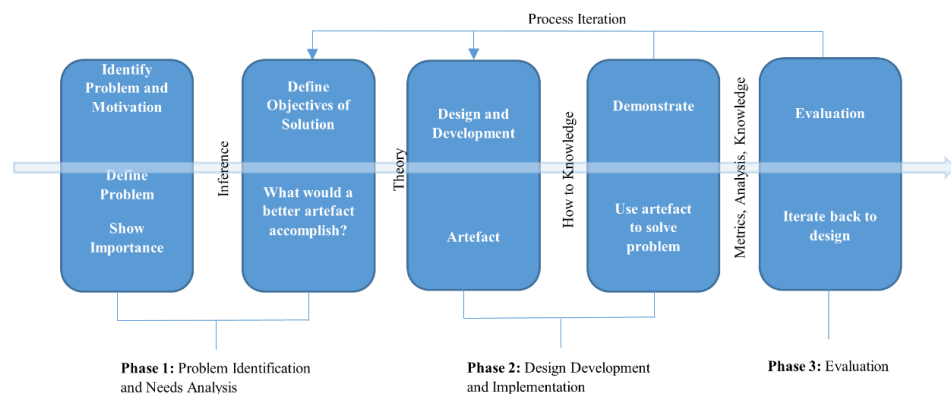 Process Iteration
Identify
Problem and
Motivation
Define
Problem
Show
Importance
Inference
Define
Objectives of
Solution
What would a
better artefact
accomplish?
Theory
Design and
Development
Artefact
How to Knowledge
Demonstrate
Use artefact
to solve
problem
Metrics, Analysis, Knowledge
Evaluation
Iterate back to
design
Phase 1: Problem Identification
and Needs Analysis
Phase 2: Design Development
and Implementation
Phase 3: Evaluation